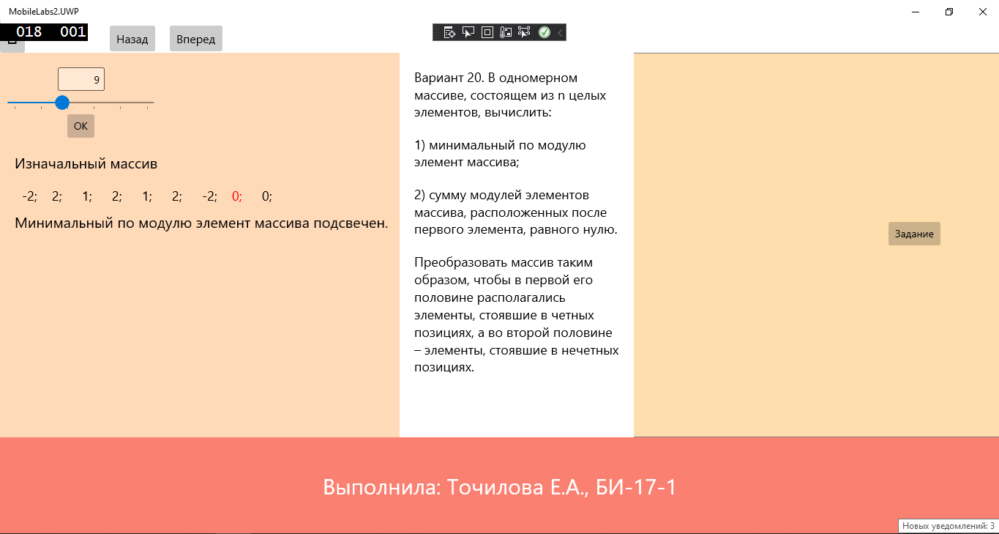 MobileLabs2.UWP
018 001
Назад Вперед
9
ОК
Изначальный массив
-2; 2; 1; 2; 1; 2; -2; 0; 0;
Минимальный по модулю элемент массива подсвечен.
Вариант 20. В одномерном
массиве, состоящем из n целых
элементов, вычислить:
1) минимальный по модулю
элемент массива;
2) сумму модулей элементов
массива, расположенных после
первого элемента, равного нулю.
Преобразовать массив таким
образом, чтобы в первой его
половине располагались
элементы, стоявшие в четных
позициях, а во второй половине
– элементы, стоявшие в нечетных
позициях.
Задание
Выполнила: Точилова Е.А., БИ-17-1
Новых уведомлений: 3